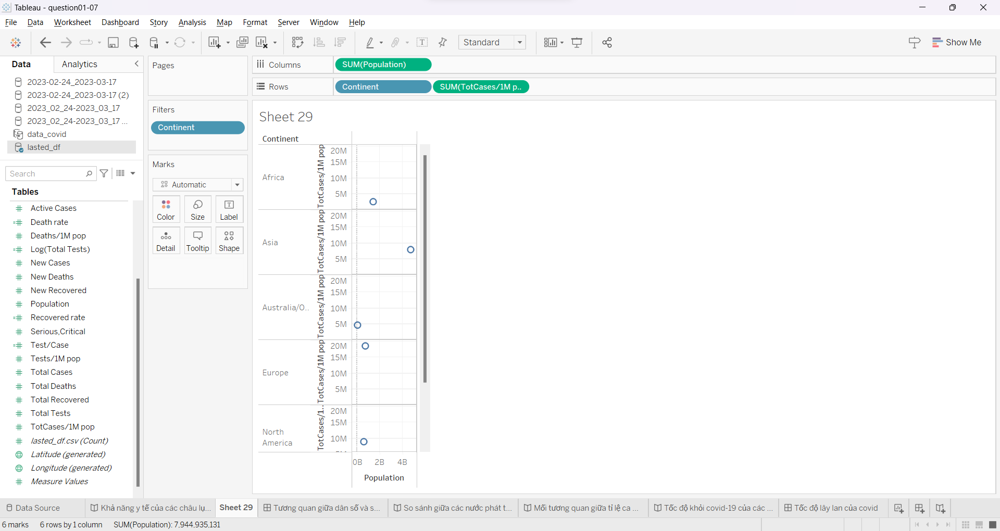 Tableau - question01-07
File Data Worksheet Dashboard Story Analysis Map Format Server Window Help
Standard
Show Me
Data
Analytics
2023-02-24_2023-03-17
2023-02-24_2023-03-17 (2)
2023_02_24-2023_03_17
2023_02_24-2023_03_17 ...
data_covid
lasted_df
Search
Tables
Active Cases
Death rate
Deaths/1M pop
Log(Total Tests)
New Cases
New Deaths
New Recovered
Population
Recovered rate
Serious,Critical
Test/Case
Tests/1M pop
Total Cases
Total Deaths
Total Recovered
Total Tests
TotCases/1M pop
lasted_df.csv (Count)
Latitude (generated)
Longitude (generated)
Measure Values
Pages
Filters
Continent
Marks
Automatic
Color
Size
Label
Detail
Tooltip
Shape
Columns
SUM(Population)
Rows
Continent
SUM(TotCases/1M p..
Sheet 29
Continent
Africa
TotCases/1M pop
20M
15M
10M
5M
Asia
TotCases/1M pop
20M
15M
10M
5M
Australia/O..
TotCases/1M pop
20M
15M
10M
5M
Europe
TotCases/1M pop
20M
15M
10M
5M
North
America
TotCases/1..
20M
15M
10M
0B 2B 4B
Population
Data Source
Khả năng y tế của các châu lụ...
Sheet 29
Tương quan giữa dân số và s...
So sánh giữa các nước phát t...
Mối tương quan giữa tỉ lệ ca ...
Tốc độ khỏi covid-19 của các ...
Tốc độ lây lan của covid
6 marks
6 rows by 1 column
SUM(Population): 7,944,935,131